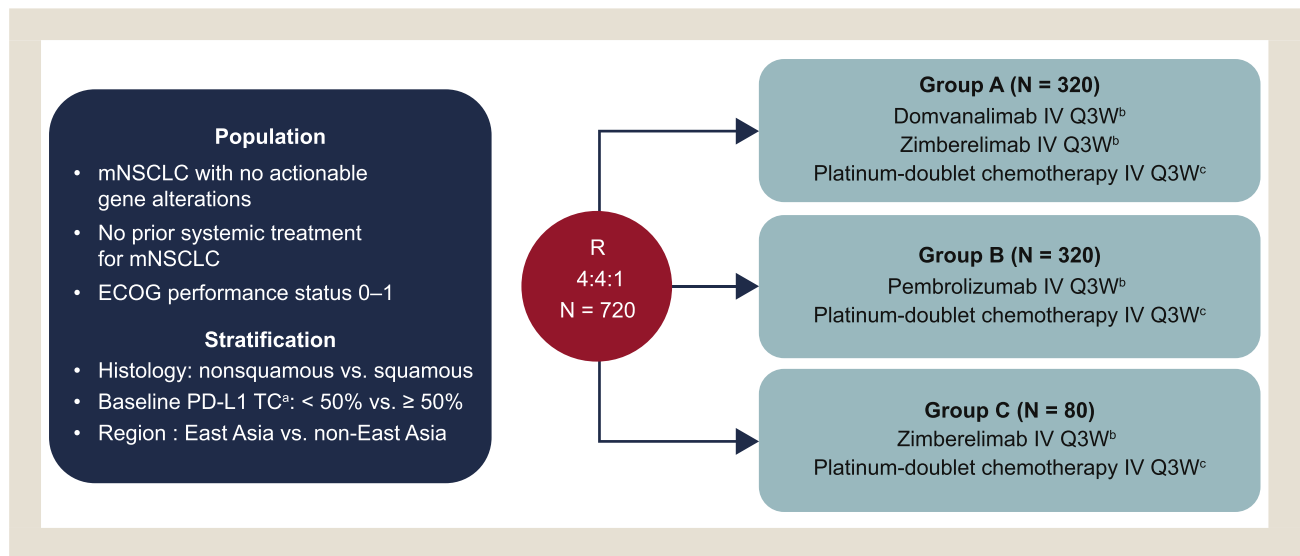 Population
• mNSCLC with no actionable
gene alterations
• No prior systemic treatment
for mNSCLC
• ECOG performance status 0–1
Stratification
• Histology: nonsquamous vs. squamous
• Baseline PD-L1 TCᵃ: < 50% vs. ≥ 50%
• Region : East Asia vs. non-East Asia
R
4:4:1
N = 720
Group A (N = 320)
Domvanalimab IV Q3Wᵇ
Zimberelimab IV Q3Wᵇ
Platinum-doublet chemotherapy IV Q3Wᶜ
Group B (N = 320)
Pembrolizumab IV Q3Wᵇ
Platinum-doublet chemotherapy IV Q3Wᶜ
Group C (N = 80)
Zimberelimab IV Q3Wᵇ
Platinum-doublet chemotherapy IV Q3Wᶜ